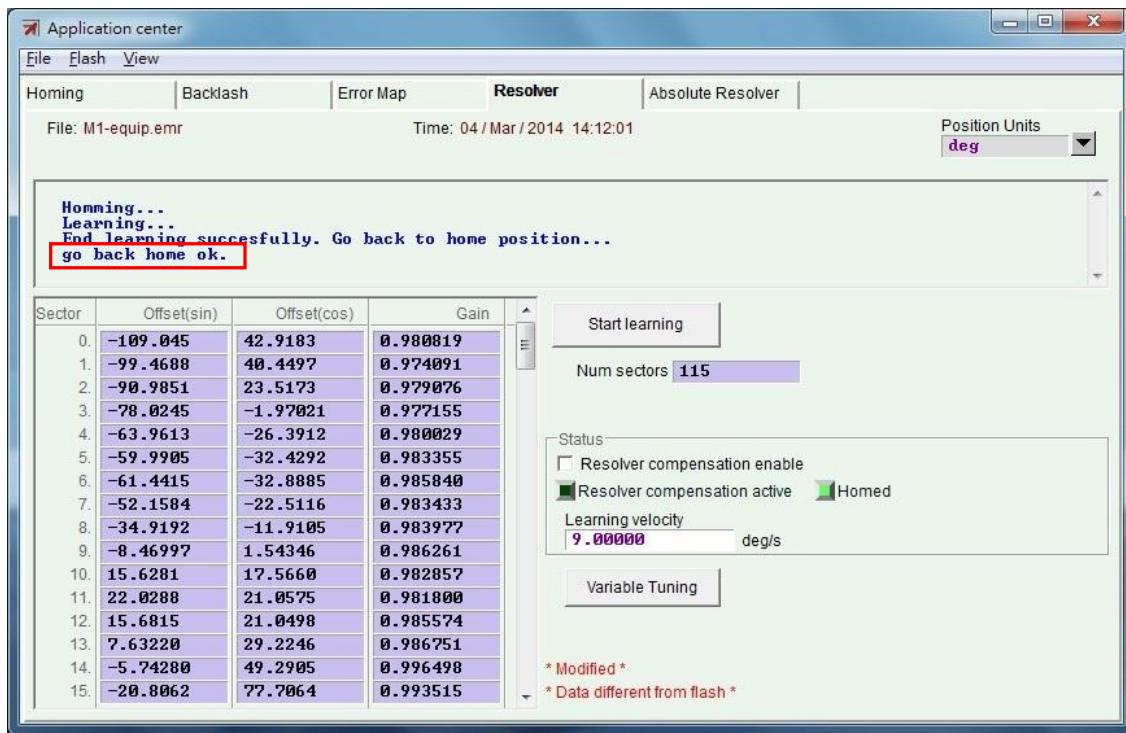 Application center
File Flash View
Homing Backlash Error Map Resolver Absolute Resolver
File: M1-equip.emr Time: 04 / Mar / 2014 14:12:01 Position Units
deg
Homming...
Learning...
End learning succesfully. Go back to home position...
go back home ok.
Sector Offset(sin) Offset(cos) Gain
0. -109.045 42.9183 0.980819
1. -99.4688 40.4497 0.974091
2. -90.9851 23.5173 0.979076
3. -78.0245 -1.97021 0.977155
4. -63.9613 -26.3912 0.980029
5. -59.9905 -32.4292 0.983355
6. -61.4415 -32.8885 0.985840
7. -52.1584 -22.5116 0.983433
8. -34.9192 -11.9105 0.983977
9. -8.46997 1.54346 0.986261
10. 15.6281 17.5660 0.982857
11. 22.0288 21.0575 0.981800
12. 15.6815 21.0498 0.985574
13. 7.63220 29.2246 0.986751
14. -5.74280 49.2905 0.996498
15. -20.8062 77.7064 0.993515
Start learning
Num sectors 115
Status
Resolver compensation enable
Resolver compensation active Homed
Learning velocity
9.00000 deg/s
Variable Tuning
* Modified *
* Data different from flash *